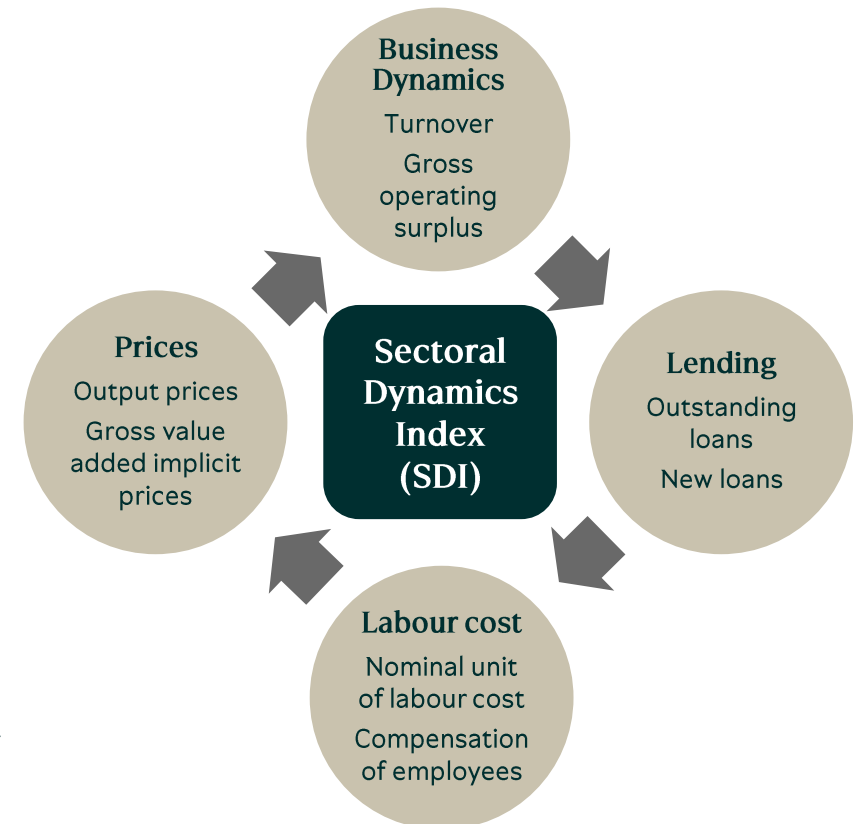 Business
Dynamics
Turnover
Gross
operating
surplus
Prices
Output prices
Gross value
added implicit
prices
Sectoral
Dynamics
Index
(SDI)
Lending
Outstanding
loans
New loans
Labour cost
Nominal unit
of labour cost
Compensation
of employees